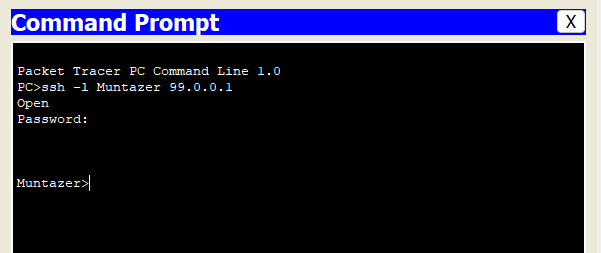 Command Prompt
X
Packet Tracer PC Command Line 1.0
PC>ssh -l Muntazer 99.0.0.1
Open
Password:
Muntazer>